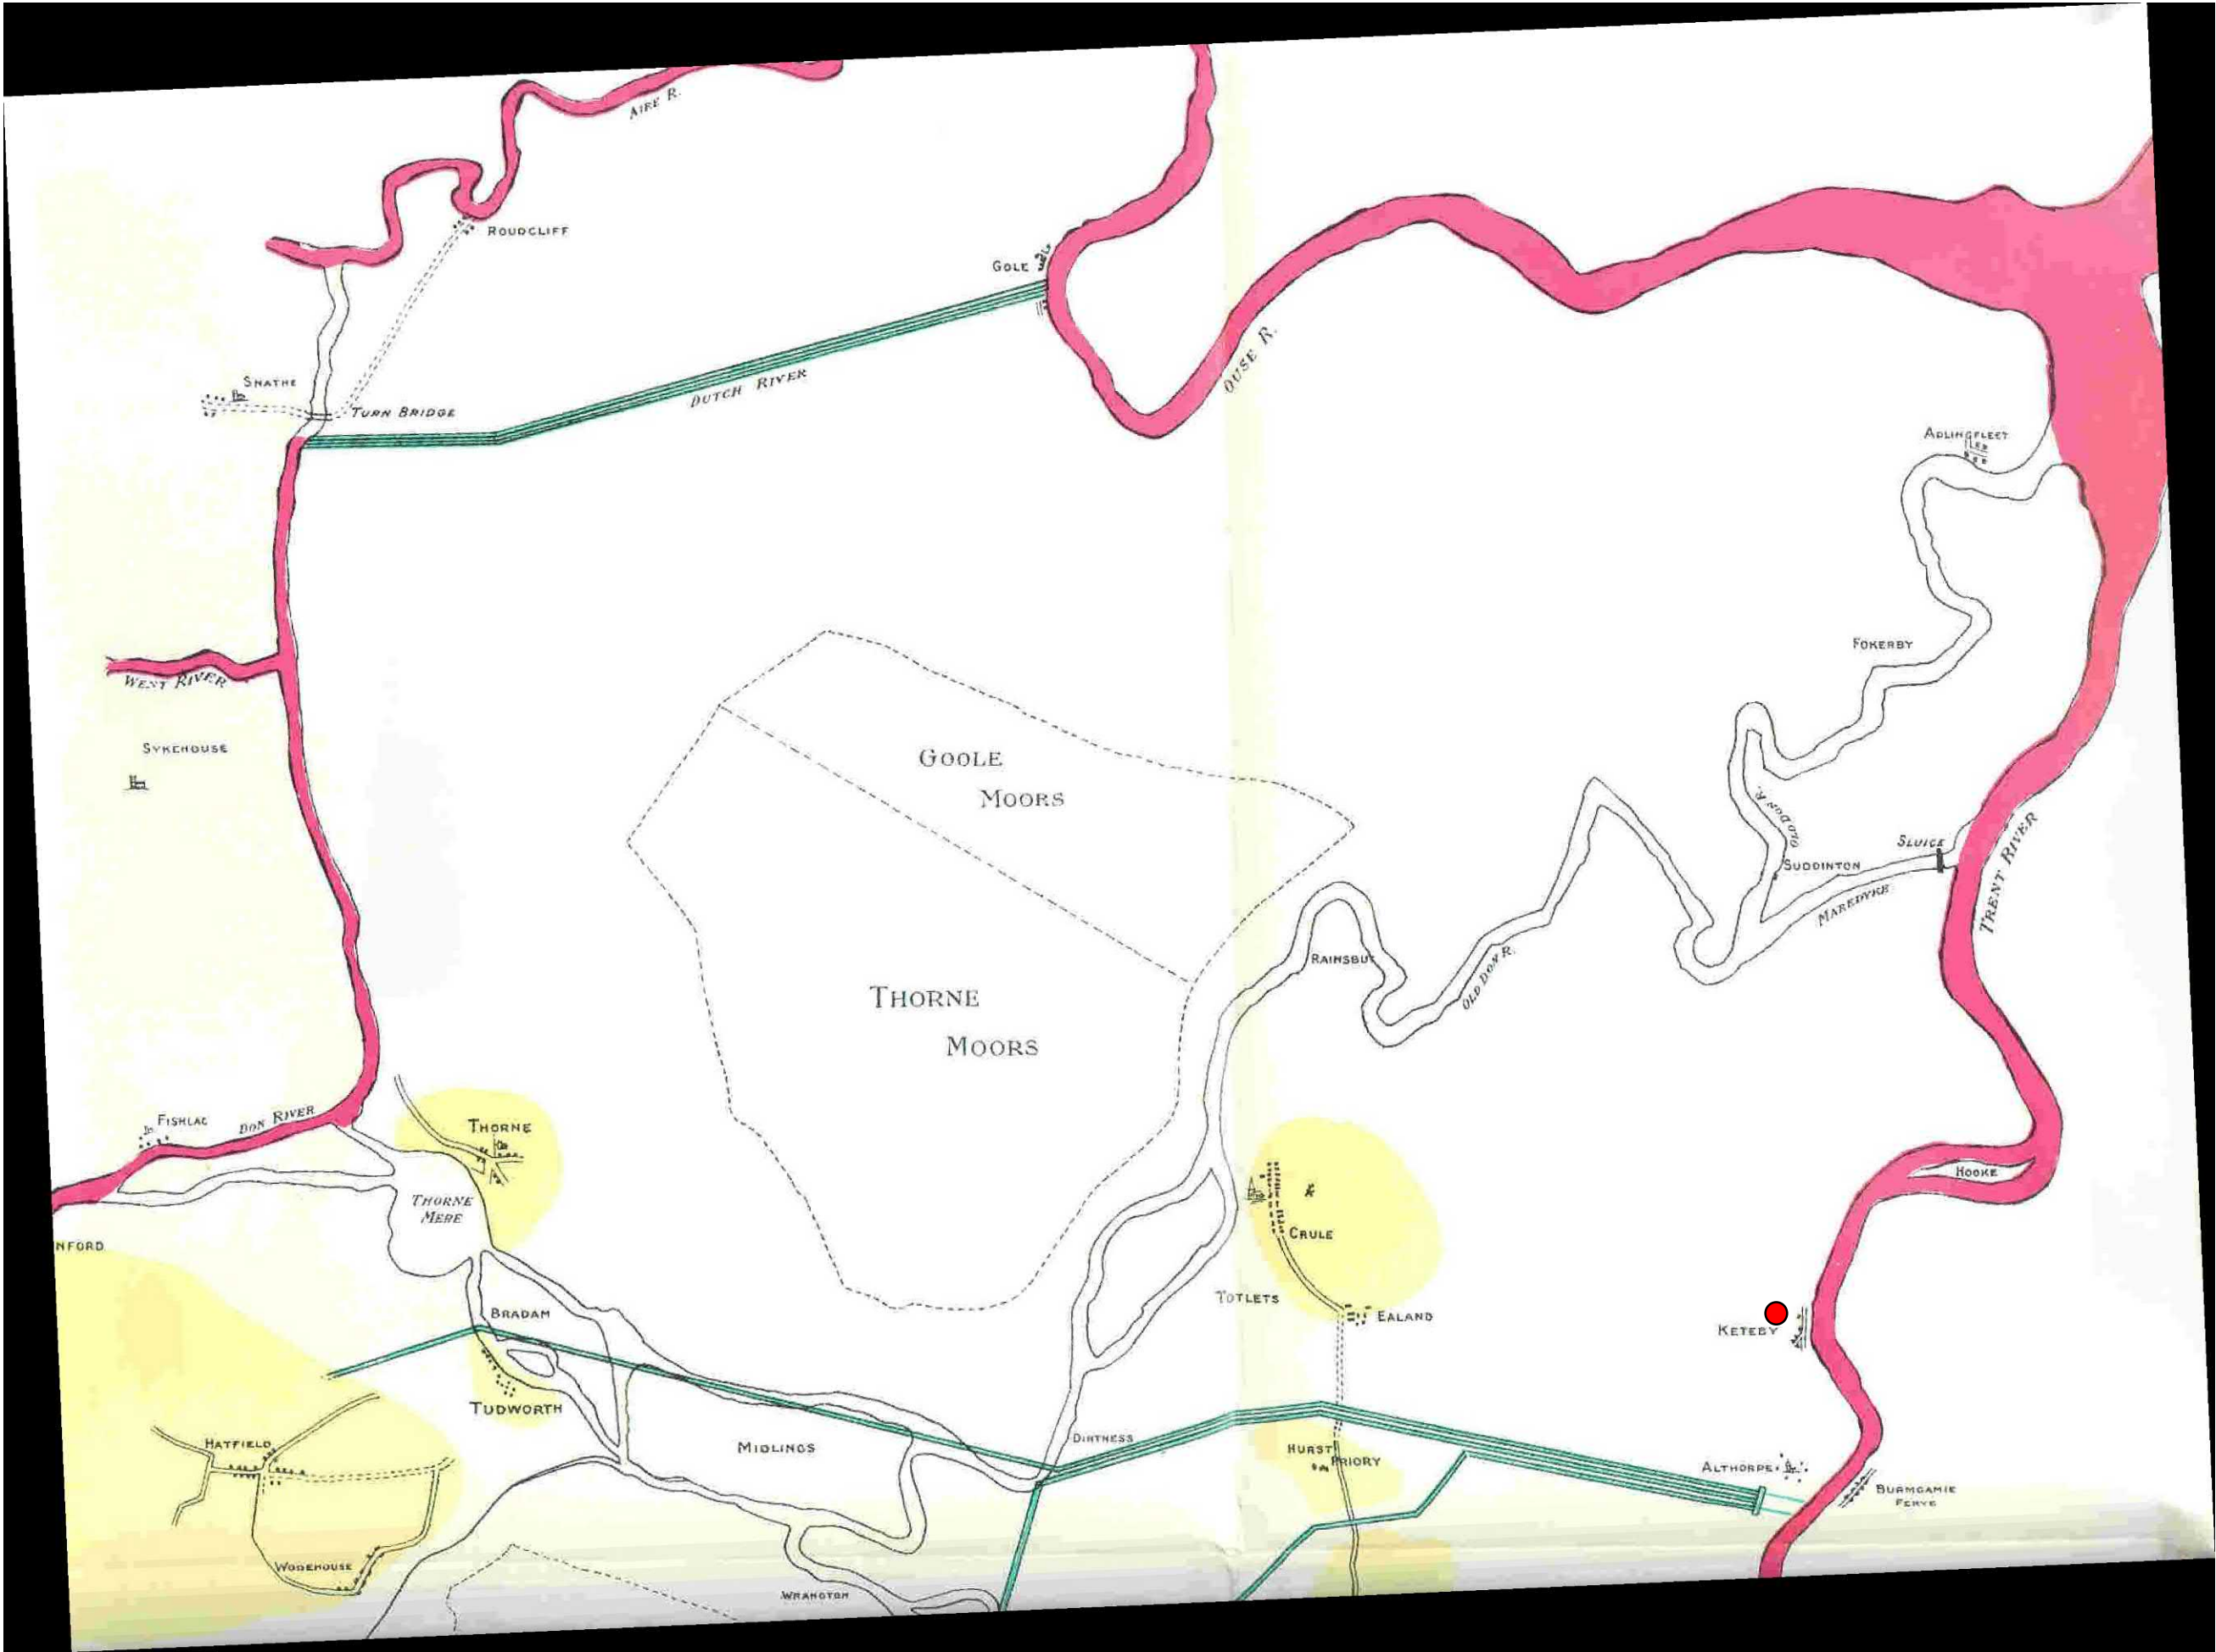 AIRE R.
ROUDCLIFF
GOLE
SNATHE
TURN BRIDGE
DUTCH RIVER
OUSE R.
ADLINGFLEET
FOKERBY
WEST RIVER
SYKEHOUSE
GOOLE
MOORS
OLD DON R.
SLUICE
SUDDINTON
MAREDYKE
TRENT RIVER
RAINSBU
OLD DON R.
THORNE
MOORS
FISHLAC
DON RIVER
THORNE
HOOKE
THORNE
MERE
CRULE
NFORD
TOTLETS
BRADAM
EALAND
KETEBY
TUDWORTH
DIRTNESS
HATFIELD
MIDLINGS
HURST
PRIORY
ALTHORPE
BURMGAMIE
FERYE
WODEHOUSE
WRANGTON